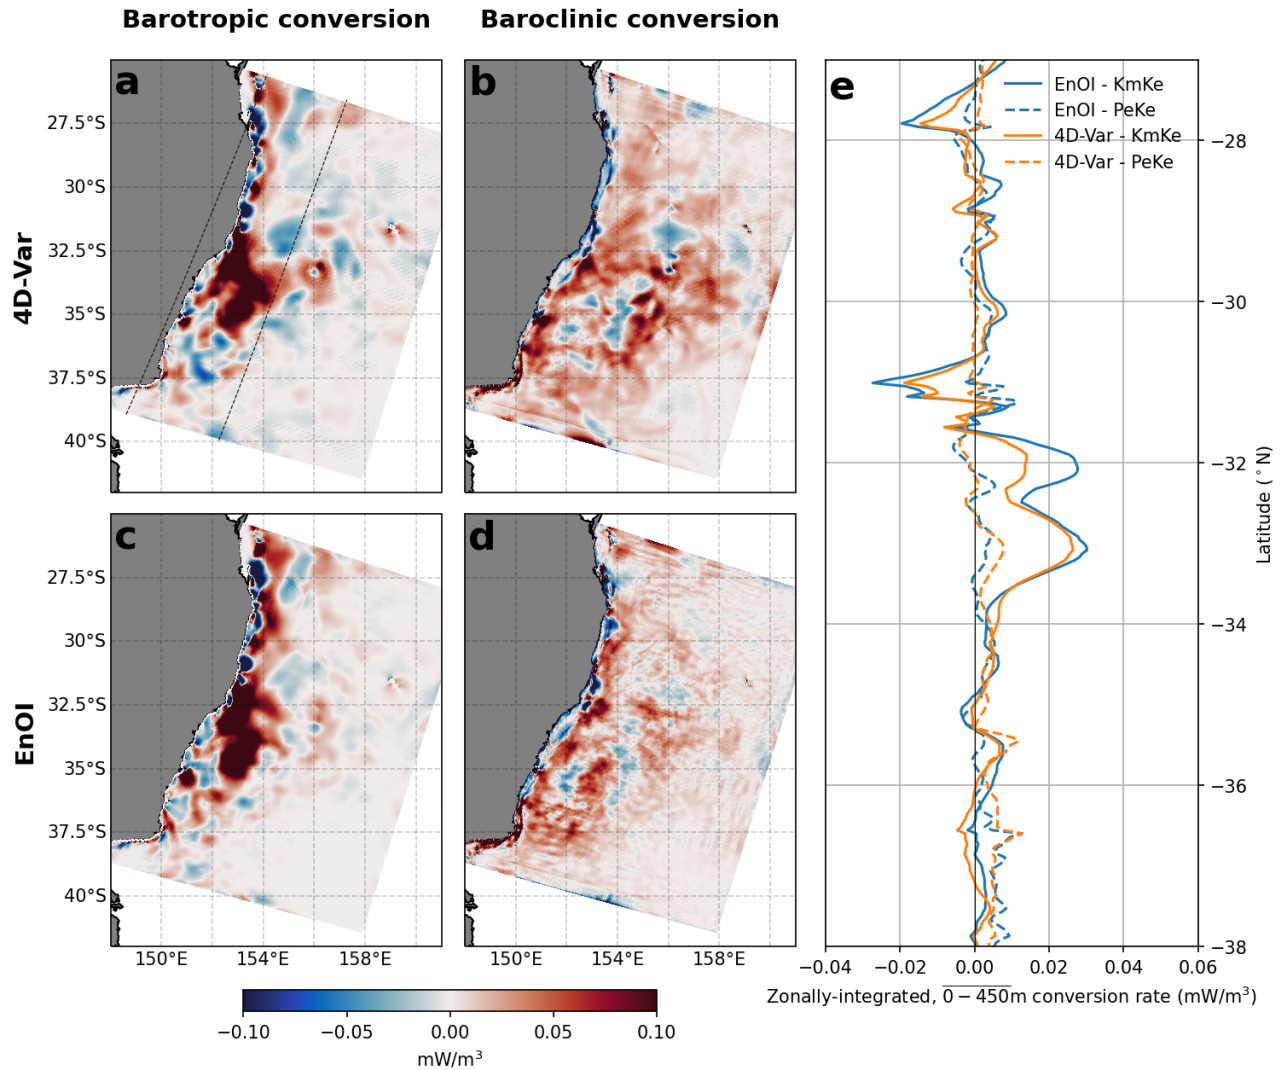 Barotropic conversion
Baroclinic conversion
4D-Var
a
b
e
27.5°S
30°S
32.5°S
35°S
37.5°S
40°S
EnOI - KmKe
EnOI - PeKe
4D-Var - KmKe
4D-Var - PeKe
−28
−30
−32
−34
−36
−38
Latitude (°N)
EnOI
c
d
27.5°S
30°S
32.5°S
35°S
37.5°S
40°S
150°E
154°E
158°E
150°E
154°E
158°E
−0.04
−0.02
0.00
0.02
0.04
0.06
Zonally-integrated, 0 − 450m conversion rate (mW/m³)
−0.10
−0.05
0.00
0.05
0.10
mW/m³